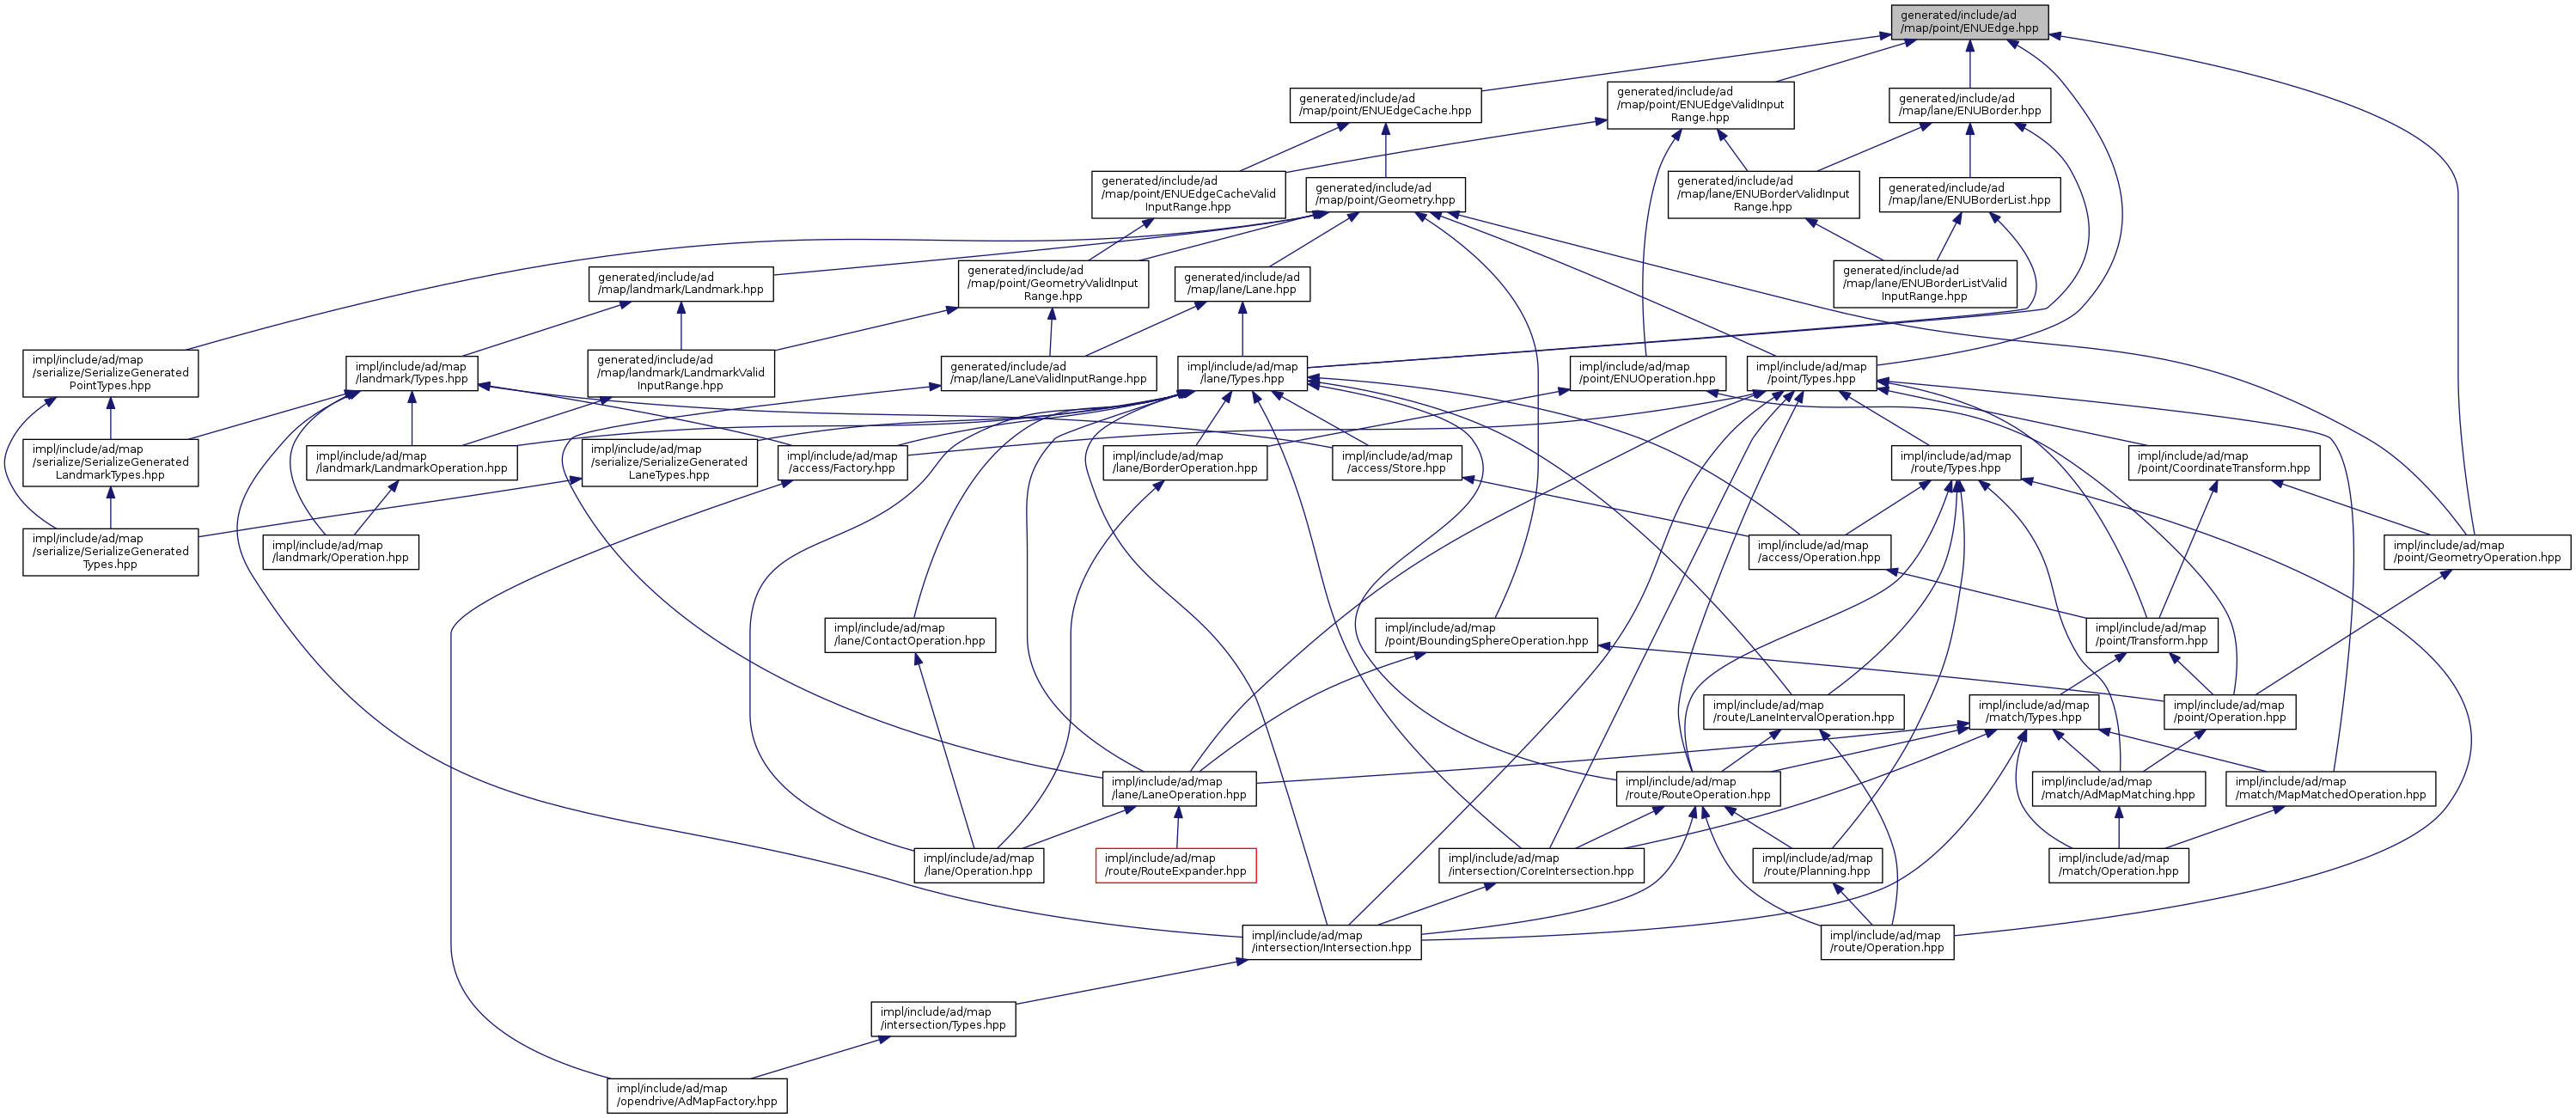 generated/include/ad
/map/point/ENUEdge.hpp
generated/include/ad
/map/point/ENUEdgeCache.hpp
generated/include/ad
/map/point/ENUEdgeValidInput
Range.hpp
generated/include/ad
/map/lane/ENUBorder.hpp
generated/include/ad
/map/point/ENUEdgeCacheValid
InputRange.hpp
generated/include/ad
/map/point/Geometry.hpp
generated/include/ad
/map/lane/ENUBorderValidInput
Range.hpp
generated/include/ad
/map/lane/ENUBorderList.hpp
generated/include/ad
/map/landmark/Landmark.hpp
generated/include/ad
/map/point/GeometryValidInput
Range.hpp
generated/include/ad
/map/lane/Lane.hpp
generated/include/ad
/map/lane/ENUBorderListValid
InputRange.hpp
impl/include/ad/map
/serialize/SerializeGenerated
PointTypes.hpp
impl/include/ad/map
/landmark/Types.hpp
generated/include/ad
/map/landmark/LandmarkValid
InputRange.hpp
generated/include/ad
/map/lane/LaneValidInputRange.hpp
impl/include/ad/map
/lane/Types.hpp
impl/include/ad/map
/point/ENUOperation.hpp
impl/include/ad/map
/point/Types.hpp
impl/include/ad/map
/serialize/SerializeGenerated
LandmarkTypes.hpp
impl/include/ad/map
/landmark/LandmarkOperation.hpp
impl/include/ad/map
/serialize/SerializeGenerated
LaneTypes.hpp
impl/include/ad/map
/access/Factory.hpp
impl/include/ad/map
/lane/BorderOperation.hpp
impl/include/ad/map
/access/Store.hpp
impl/include/ad/map
/route/Types.hpp
impl/include/ad/map
/point/CoordinateTransform.hpp
impl/include/ad/map
/serialize/SerializeGenerated
Types.hpp
impl/include/ad/map
/landmark/Operation.hpp
impl/include/ad/map
/access/Operation.hpp
impl/include/ad/map
/point/GeometryOperation.hpp
impl/include/ad/map
/lane/ContactOperation.hpp
impl/include/ad/map
/point/BoundingSphereOperation.hpp
impl/include/ad/map
/point/Transform.hpp
impl/include/ad/map
/route/LaneIntervalOperation.hpp
impl/include/ad/map
/match/Types.hpp
impl/include/ad/map
/point/Operation.hpp
impl/include/ad/map
/lane/LaneOperation.hpp
impl/include/ad/map
/route/RouteOperation.hpp
impl/include/ad/map
/match/AdMapMatching.hpp
impl/include/ad/map
/match/MapMatchedOperation.hpp
impl/include/ad/map
/lane/Operation.hpp
impl/include/ad/map
/route/RouteExpander.hpp
impl/include/ad/map
/intersection/CoreIntersection.hpp
impl/include/ad/map
/route/Planning.hpp
impl/include/ad/map
/match/Operation.hpp
impl/include/ad/map
/intersection/Intersection.hpp
impl/include/ad/map
/route/Operation.hpp
impl/include/ad/map
/intersection/Types.hpp
impl/include/ad/map
/opendrive/AdMapFactory.hpp